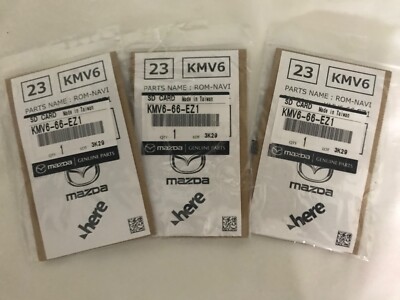 23 KMV6
PARTS NAME : ROM-NAVI
SD CARD Made in Taiwan
KMV6-66-EZ1
1 3K29
mazda GENUINE PARTS
mazda
here
23 KMV6
PARTS NAME : ROM-NAVI
SD CARD Made in Taiwan
KMV6-66-EZ1
1 3K29
mazda GENUINE PARTS
mazda
here
23 KMV6
PARTS NAME : ROM-NAVI
SD CARD Made in Taiwan
KMV6-66-EZ1
1 3K29
mazda GENUINE PARTS
mazda
here